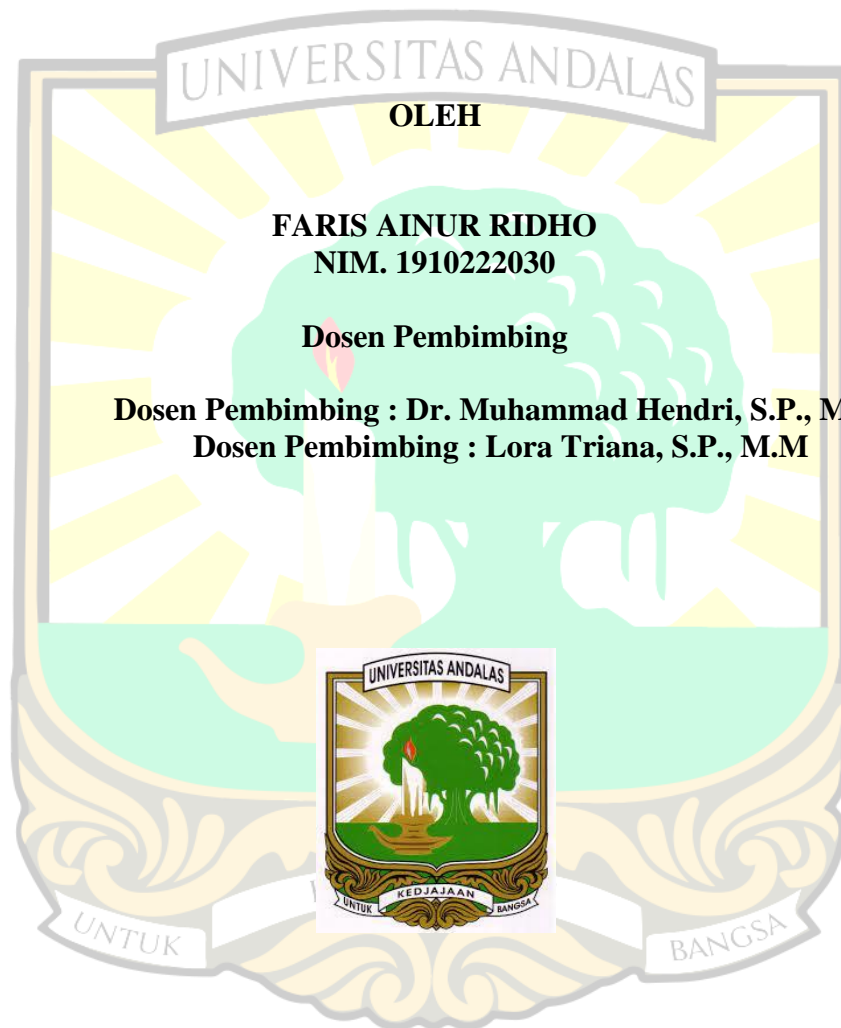 UNIVERSITAS ANDALAS
OLEH
FARIS AINUR RIDHO
NIM. 1910222030
Dosen Pembimbing
Dosen Pembimbing : Dr. Muhammad Hendri, S.P., M
Dosen Pembimbing : Lora Triana, S.P., M.M
UNIVERSITAS ANDALAS
UNTUK KEDJAJAAN BANGSA
UNTUK BANGSA